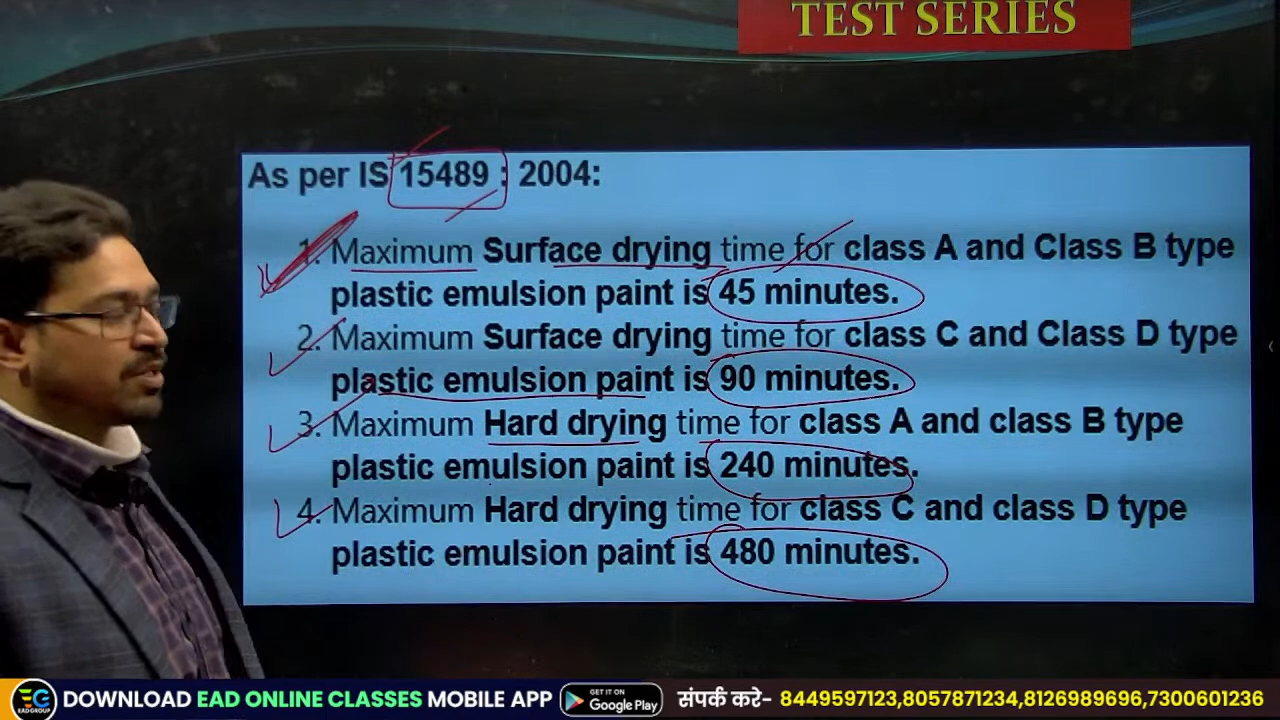 TEST SERIES
As per IS 15489 : 2004:
1. Maximum Surface drying time for class A and Class B type
plastic emulsion paint is 45 minutes.
2. Maximum Surface drying time for class C and Class D type
plastic emulsion paint is 90 minutes.
3. Maximum Hard drying time for class A and class B type
plastic emulsion paint is 240 minutes.
4. Maximum Hard drying time for class C and class D type
plastic emulsion paint is 480 minutes.
EG EAD GROUP DOWNLOAD EAD ONLINE CLASSES MOBILE APP GET IT ON Google Play संपर्क करे- 8449597123,8057871234,8126989696,7300601236